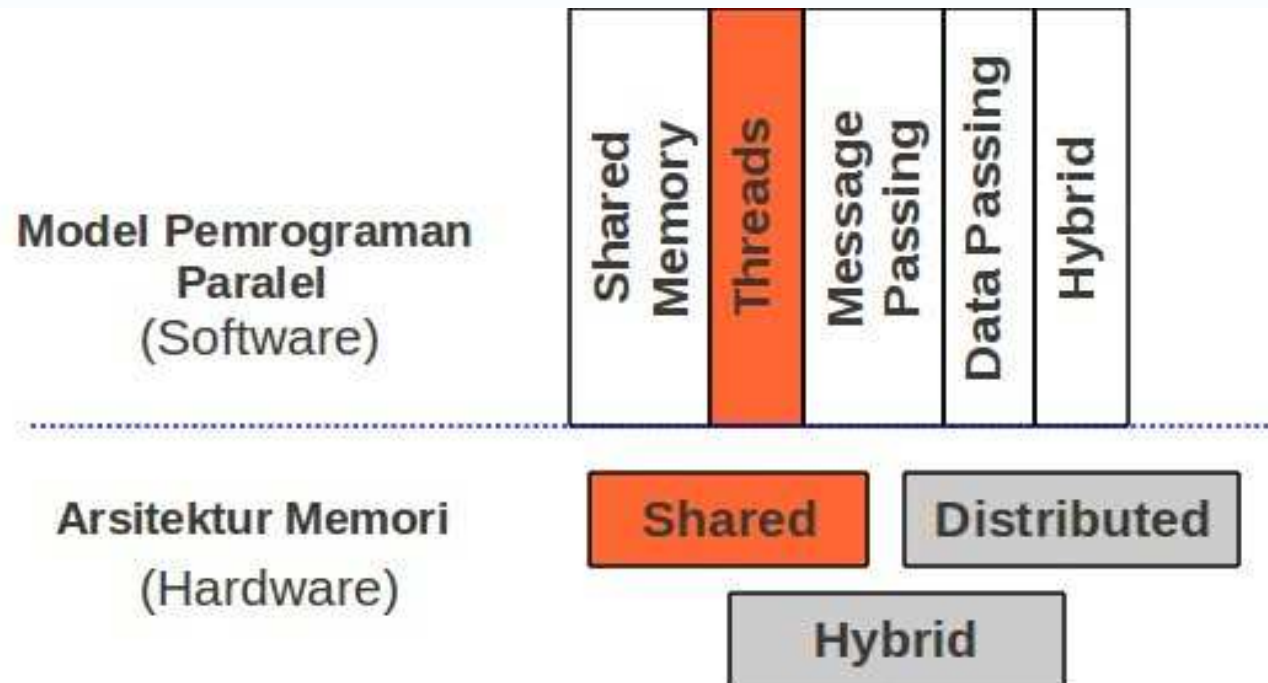 Shared
Memory
Threads
Message
Passing
Data Passing
Hybrid
Model Pemrograman
Paralel
(Software)
Arsitektur Memori
(Hardware)
Shared
Distributed
Hybrid